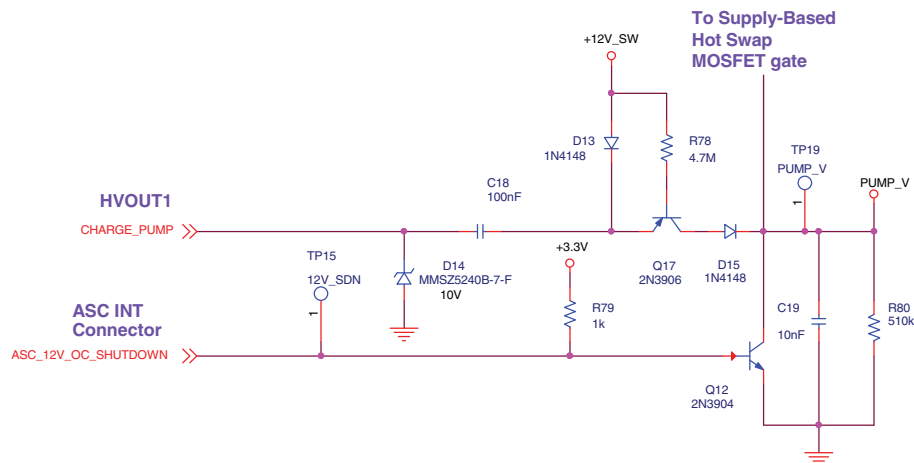 To Supply-Based
Hot Swap
MOSFET gate
+12V_SW
D13
1N4148
R78
4.7M
TP19
PUMP_V
1
PUMP_V
C18
100nF
HVOUT1
CHARGE_PUMP
D14
MMSZ5240B-7-F
10V
+3.3V
Q17
2N3906
D15
1N4148
TP15
12V_SDN
1
R79
1k
C19
10nF
R80
510k
ASC INT
Connector
ASC_12V_OC_SHUTDOWN
Q12
2N3904